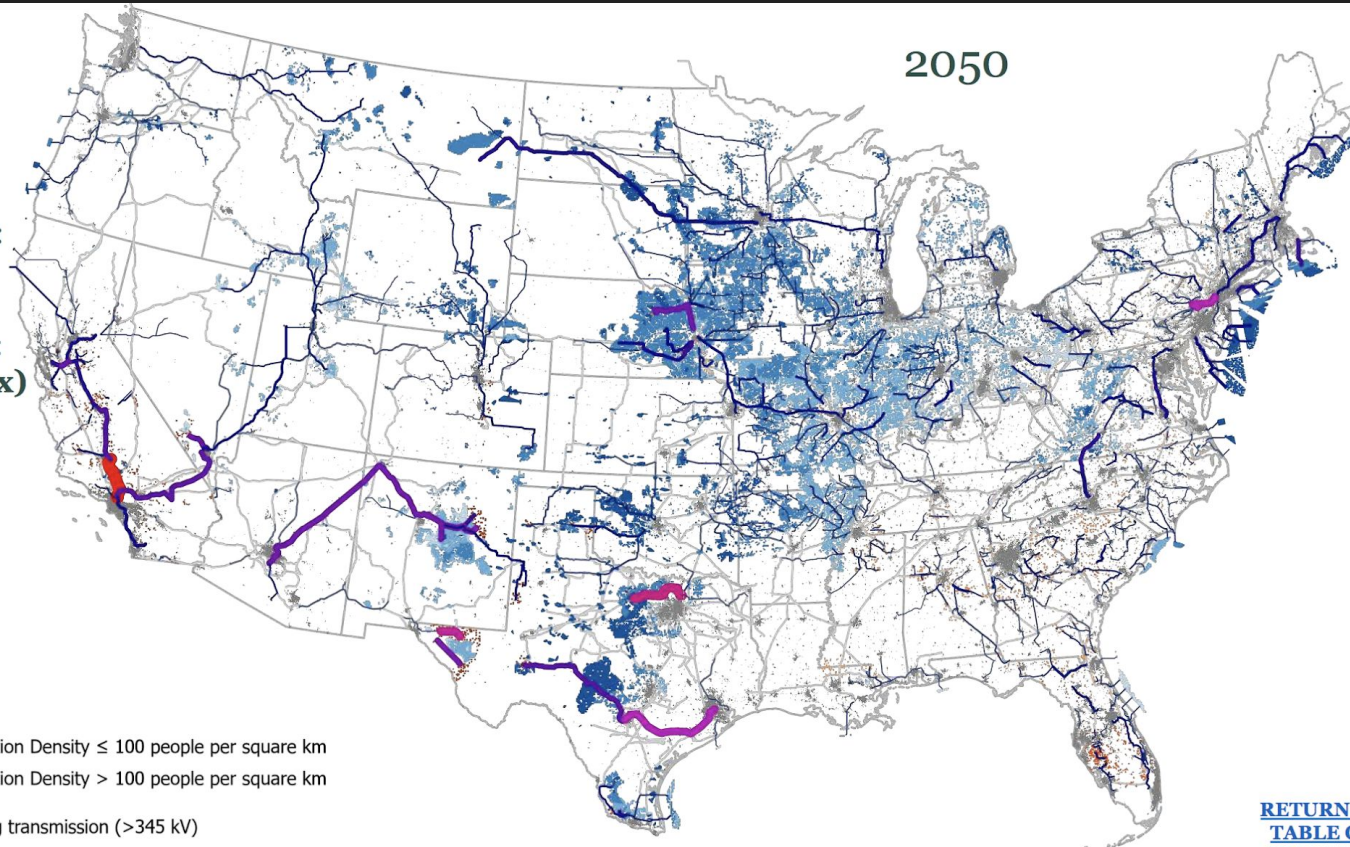 2050
:
x)
ion Density ≤ 100 people per square km
ion Density > 100 people per square km
g transmission (>345 kV)
RETURN
TABLE